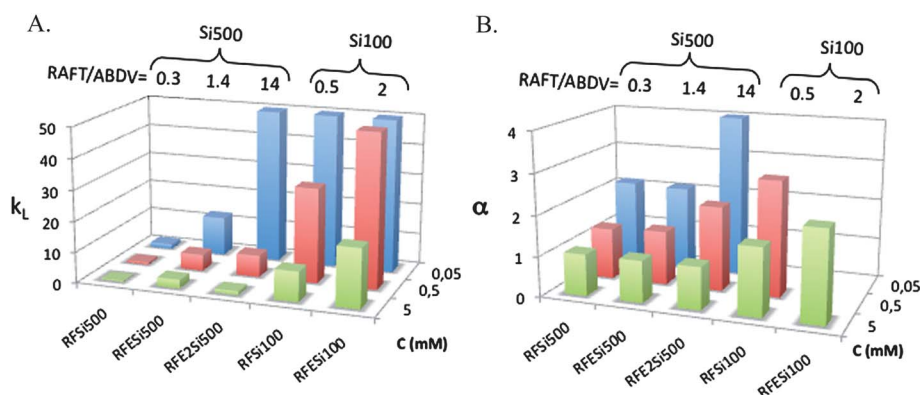 A.
Si500
Si100
RAFT/ABDV= 0.3 1.4 14 0.5 2
50
40
30
20
10
0
kL
0,05
0,5
5
C (mM)
RFSi500
RFESi500
RFE2Si500
RFSi100
RFESi100
B.
Si500
Si100
RAFT/ABDV= 0.3 1.4 14 0.5 2
4
3
2
1
0
α
0,05
0,5
5
C (mM)
RFSi500
RFESi500
RFE2Si500
RFSi100
RFESi100